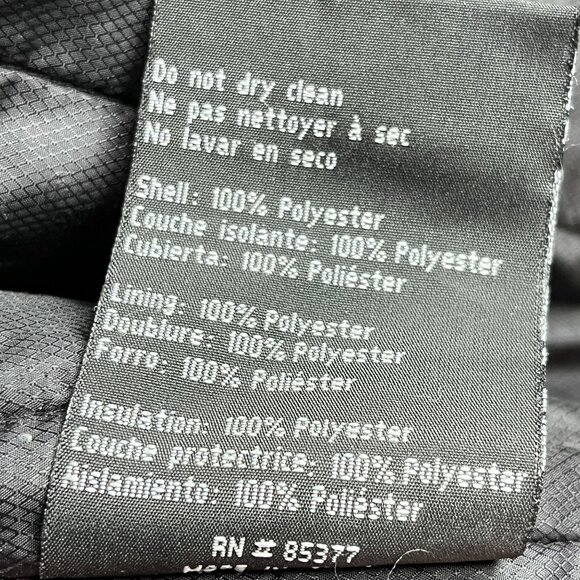 Do not dry clean
Ne pas nettoyer à sec
No lavar en seco
Shell: 100% Polyester
Couche isolante: 100% Polyester
Cubierta: 100% Poliéster
Lining: 100% Polyester
Doublure: 100% Polyester
Forro: 100% Poliéster
Insulation: 100% Polyester
Couche protectrice: 100% Polyester
Aislamiento: 100% Poliéster
RN # 85377